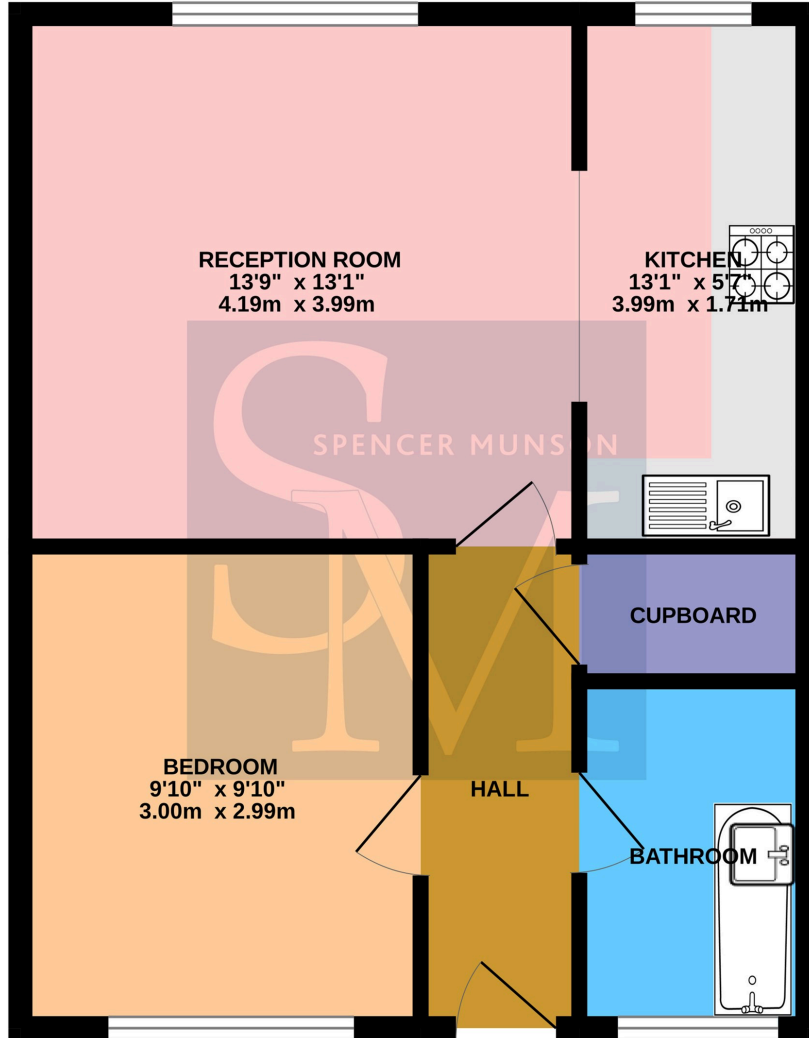 RECEPTION ROOM
13'9" x 13'1"
4.19m x 3.99m
KITCHEN
13'1" x 5'7"
3.99m x 1.71m
SPENCER MUNSON
SM
CUPBOARD
BEDROOM
9'10" x 9'10"
3.00m x 2.99m
HALL
BATHROOM